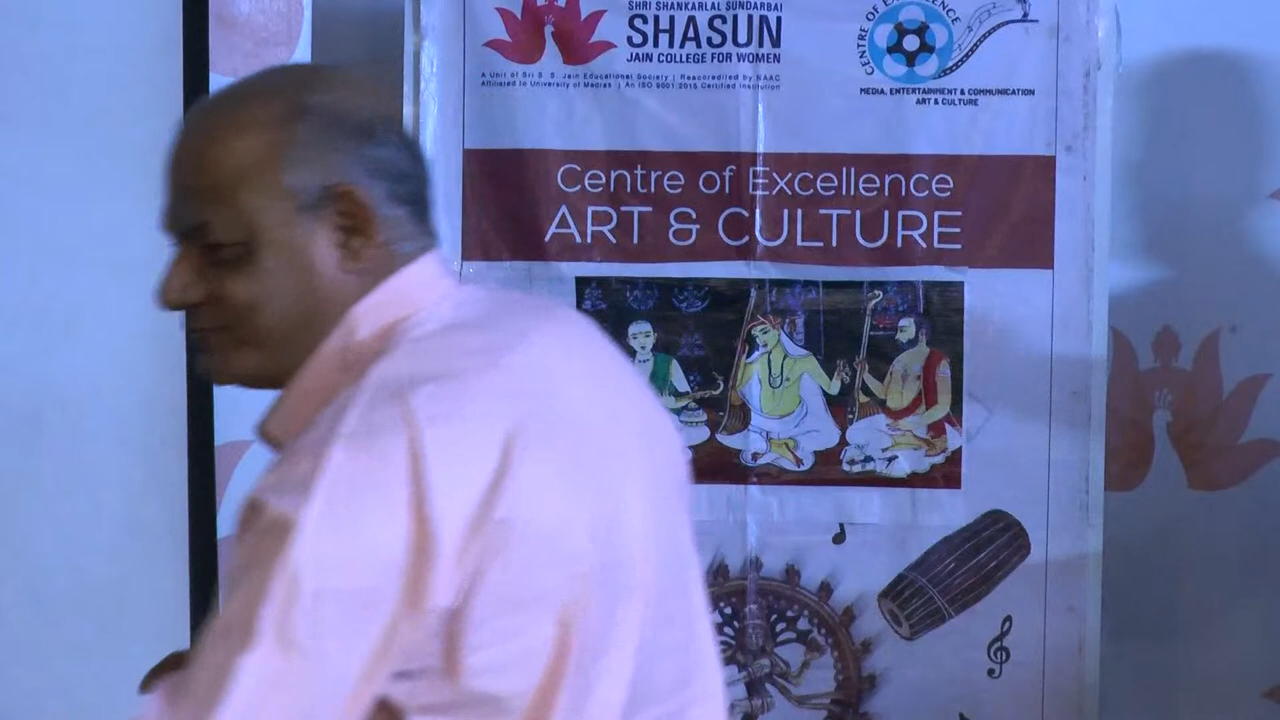 SHRI SHANKARLAL SUNDARBAI
SHASUN
JAIN COLLEGE FOR WOMEN
A Unit of Sri S. S. Jain Educational Society | Reaccredited by NAAC
Affiliated to University of Madras | An ISO 9001:2015 Certified Institution
CENTRE OF EXCELLENCE
MEDIA, ENTERTAINMENT & COMMUNICATION
ART & CULTURE
Centre of Excellence
ART & CULTURE